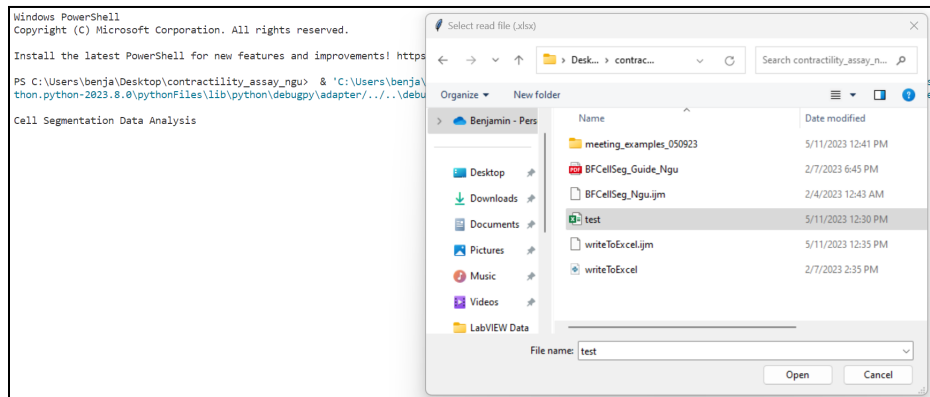 Windows PowerShell
Copyright (C) Microsoft Corporation. All rights reserved.
Install the latest PowerShell for new features and improvements! https
PS C:\Users\benja\Desktop\contractility_assay_ngu> & 'C:\Users\benja\
thon.python-2023.8.0\pythonFiles\lib\python\debugpy\adapter/../..\debu
Cell Segmentation Data Analysis
Select read file (.xlsx)
Desk... > contrac...
Search contractility_assay_n...
Organize
New folder
Name
Date modified
Benjamin - Pers
Desktop
Downloads
Documents
Pictures
Music
Videos
LabVIEW Data
meeting_examples_050923
5/11/2023 12:41 PM
BFCellSeg_Guide_Ngu
2/7/2023 6:45 PM
BFCellSeg_Ngu.ijm
2/4/2023 12:43 AM
test
5/11/2023 12:30 PM
writeToExcel.ijm
5/11/2023 12:35 PM
writeToExcel
2/7/2023 2:35 PM
File name: test
Open
Cancel